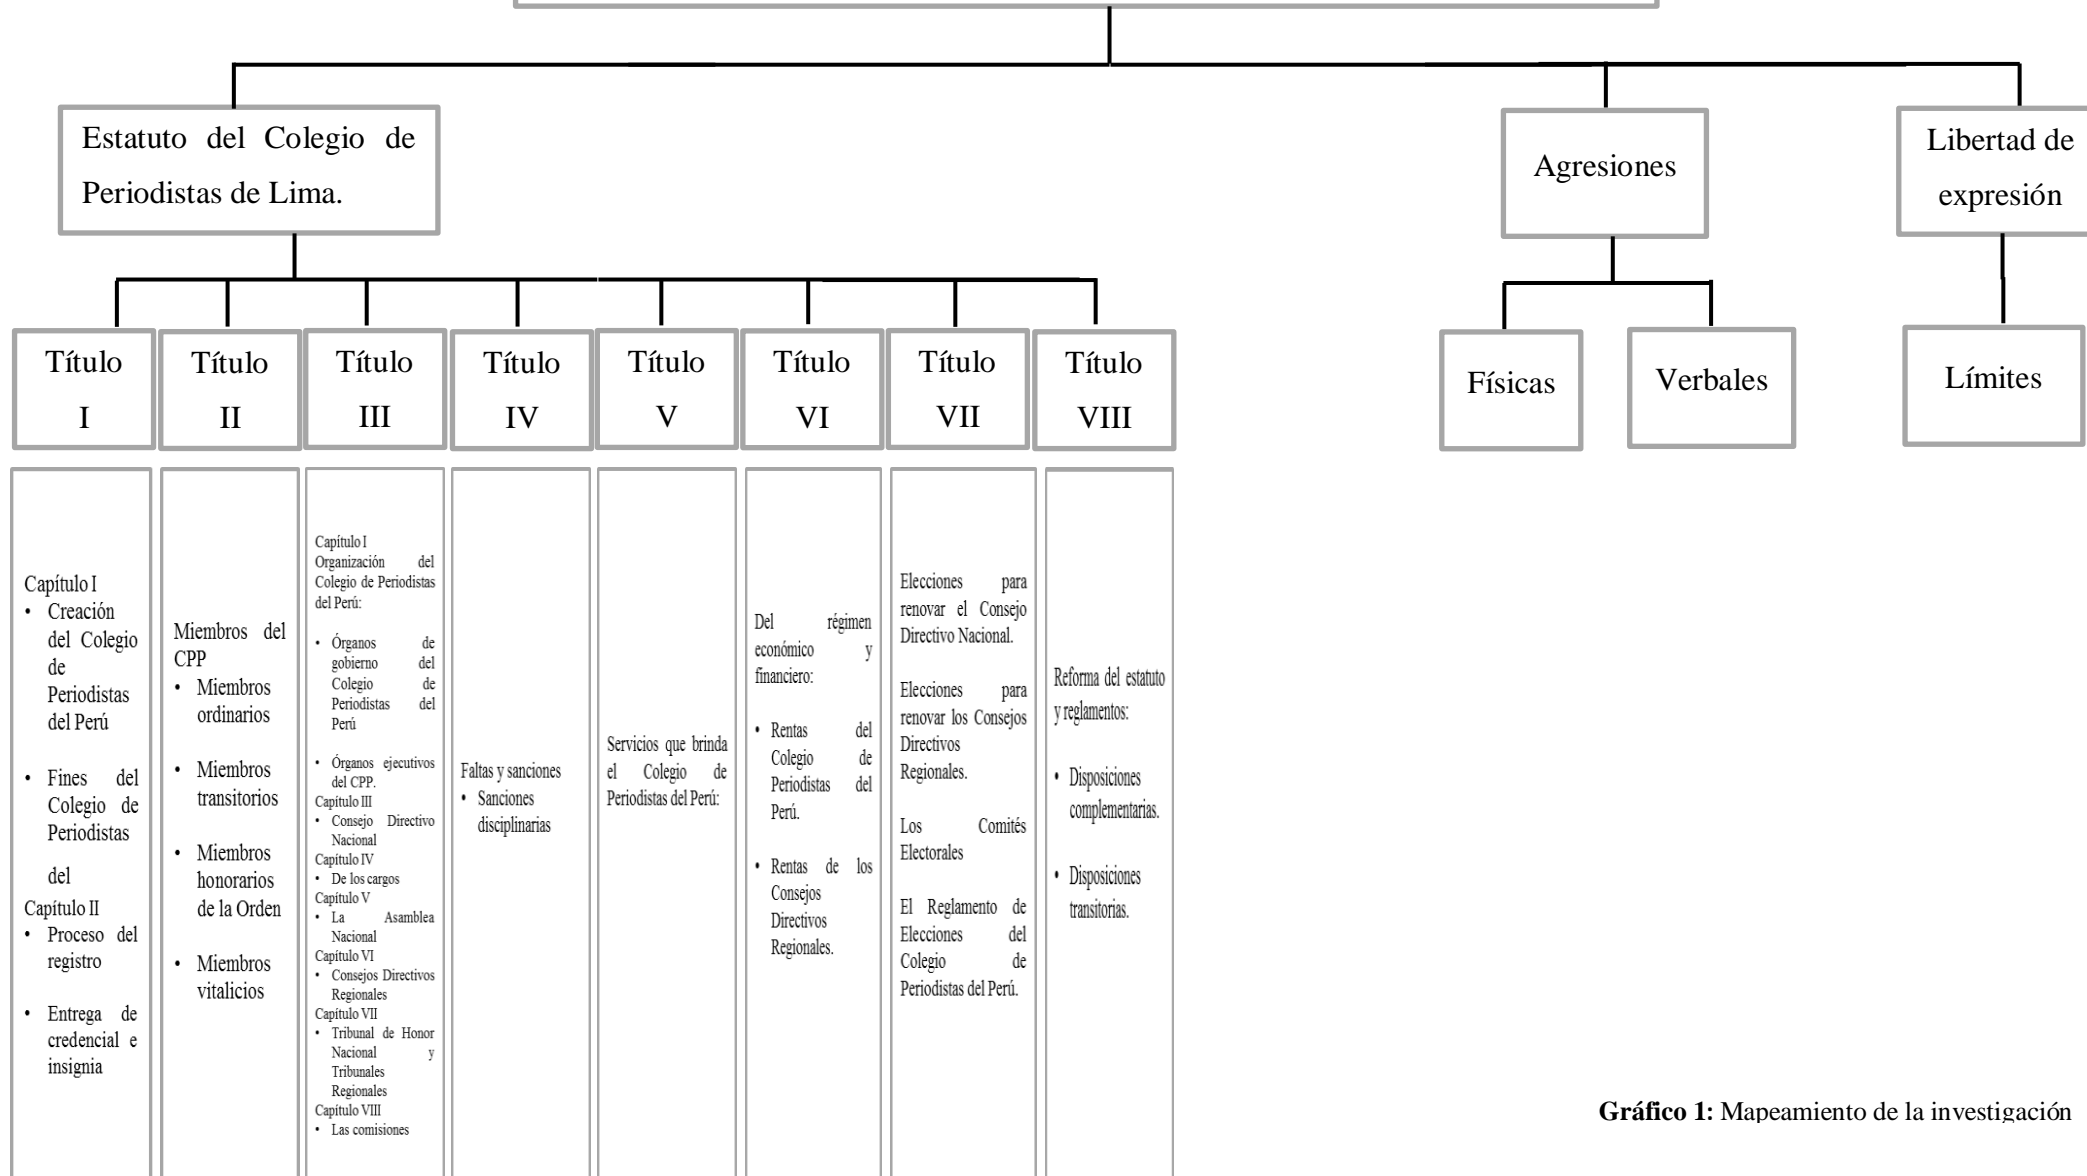 Estatuto del Colegio de
Periodistas de Lima.
Agresiones
Libertad de
expresión
Título
I
Título
II
Título
III
Título
IV
Título
V
Título
VI
Título
VII
Título
VIII
Físicas
Verbales
Límites
Capítulo I
• Creación
del Colegio
de
Periodistas
del Perú
• Fines del
Colegio de
Periodistas
del
Capítulo II
• Proceso del
registro
• Entrega de
credencial e
insignia
Miembros del
CPP
• Miembros
ordinarios
• Miembros
transitorios
• Miembros
honorarios
de la Orden
• Miembros
vitalicios
Capítulo I
Organización del
Colegio de Periodistas
del Perú:
• Órganos de
gobierno del
Colegio de
Periodistas del
Perú
• Órganos ejecutivos
del CPP.
Capítulo III
• Consejo Directivo
Nacional
Capítulo IV
• De los cargos
Capítulo V
• La Asamblea
Nacional
Capítulo VI
• Consejos Directivos
Regionales
Capítulo VII
• Tribunal de Honor
Nacional y
Tribunales
Regionales
Capítulo VIII
• Las comisiones
Faltas y sanciones
• Sanciones
disciplinarias
Servicios que brinda
el Colegio de
Periodistas del Perú:
Del régimen
económico y
financiero:
• Rentas del
Colegio de
Periodistas del
Perú.
• Rentas de los
Consejos
Directivos
Regionales.
Elecciones para
renovar el Consejo
Directivo Nacional.
Elecciones para
renovar los Consejos
Directivos
Regionales.
Los Comités
Electorales
El Reglamento de
Elecciones del
Colegio de
Periodistas del Perú.
Reforma del estatuto
y reglamentos:
• Disposiciones
complementarias.
• Disposiciones
transitorias.
Gráfico 1: Mapeamiento de la investigación